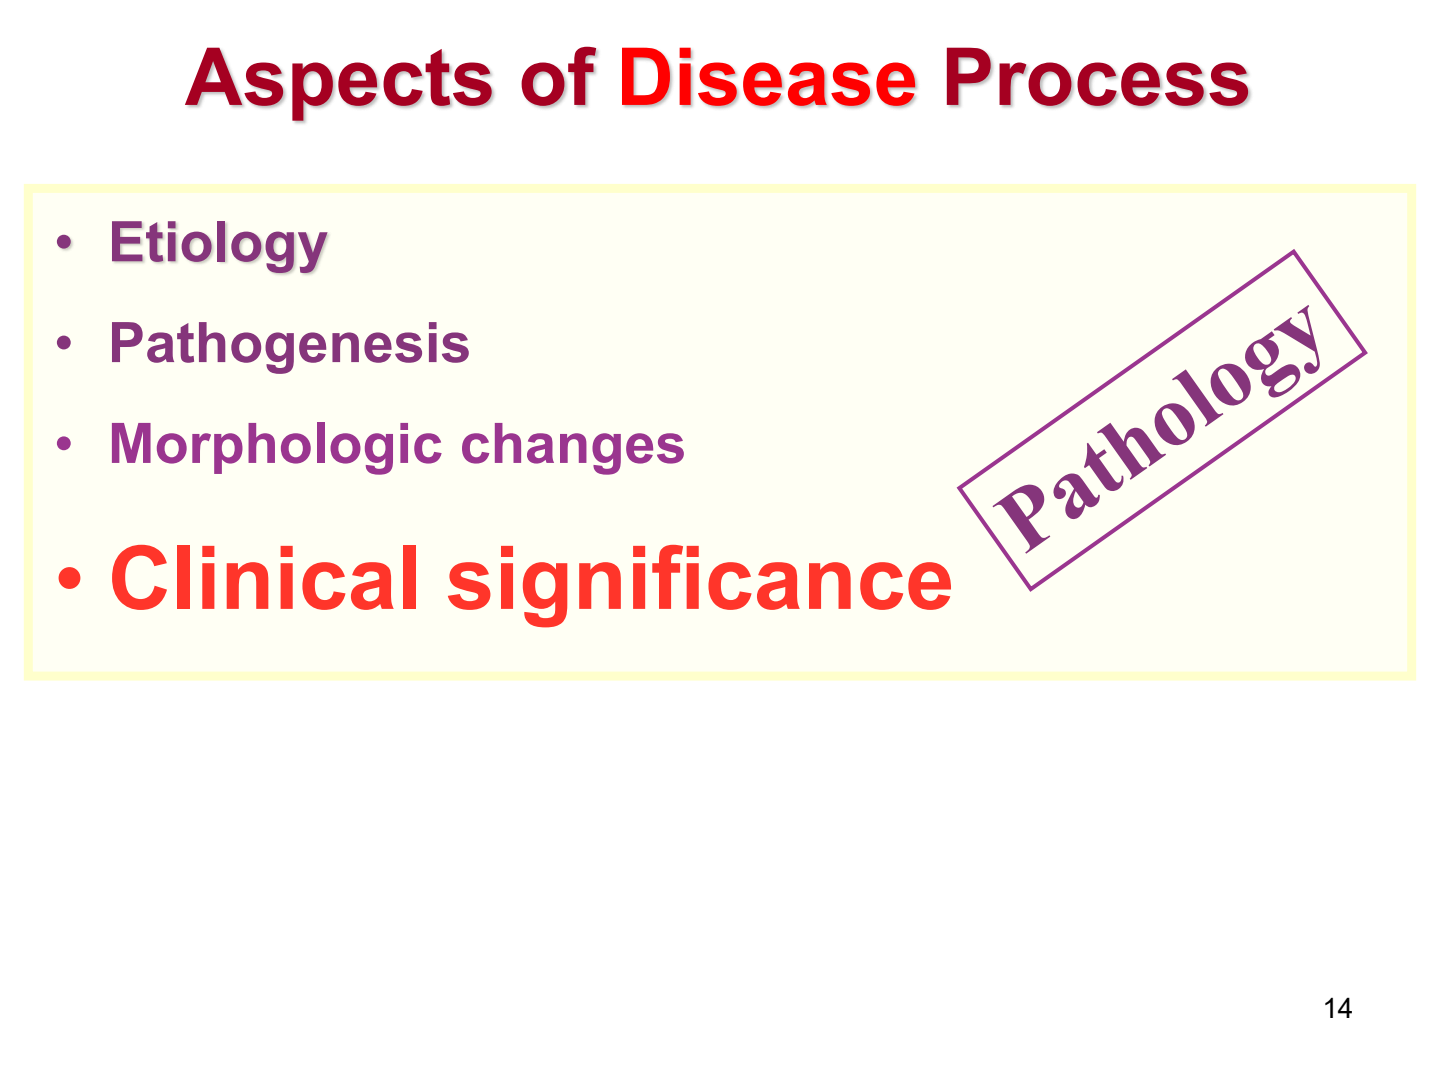 Aspects of Disease Process
• Etiology
• Pathogenesis
• Morphologic changes
• Clinical significance
Pathology
14